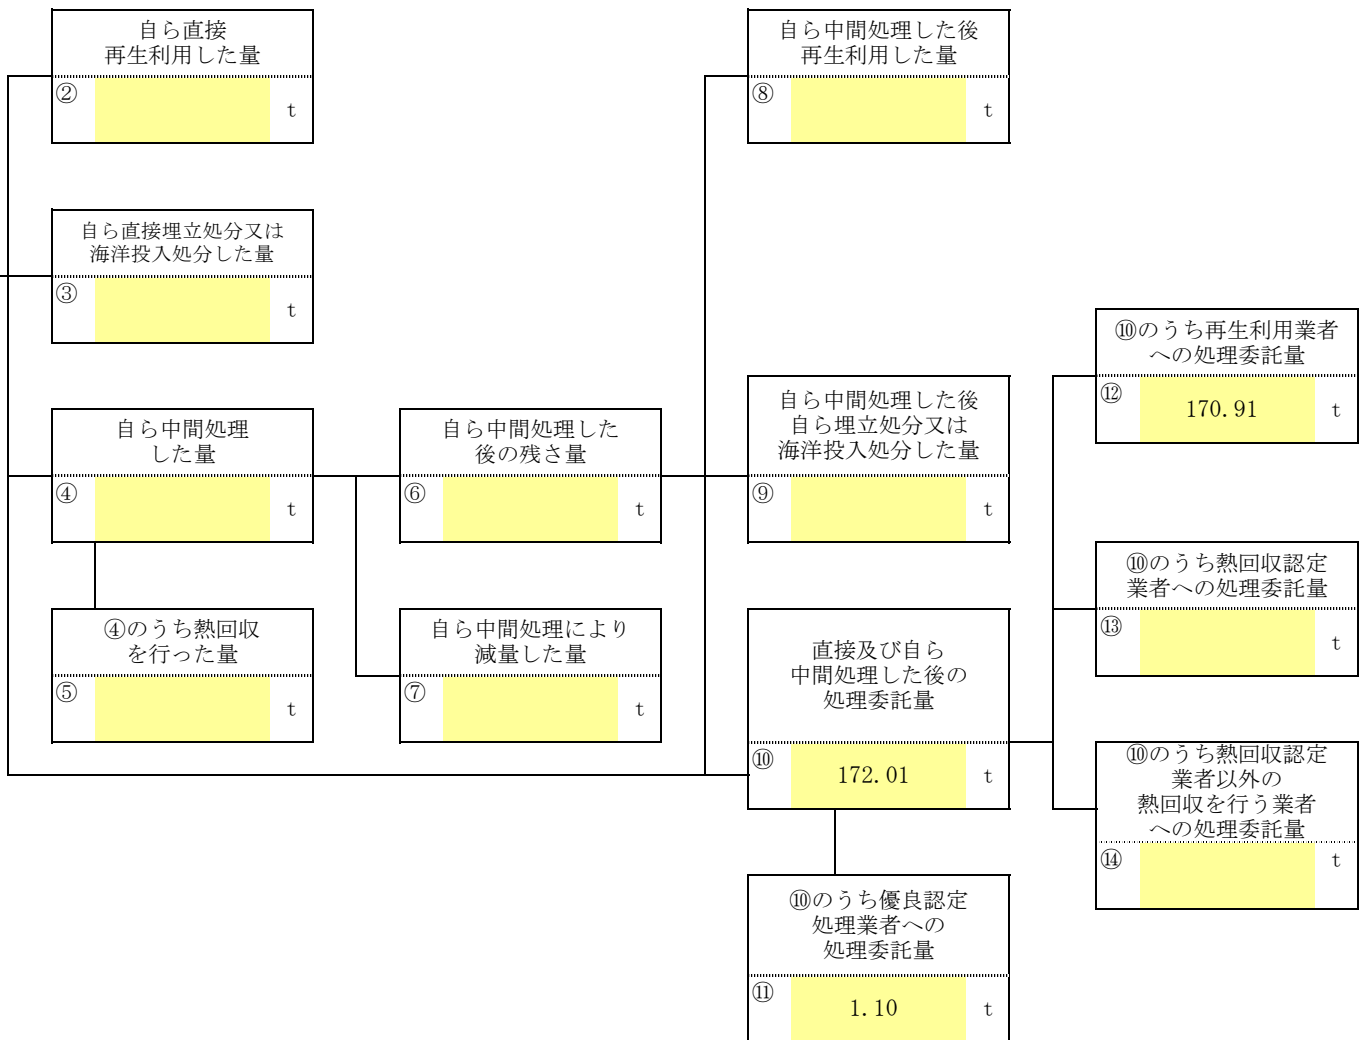 自ら直接
再生利用した量
②
t
自ら直接埋立処分又は
海洋投入処分した量
③
t
自ら中間処理
した量
④
t
④のうち熱回収
を行った量
⑤
t
自ら中間処理した
後の残さ量
⑥
t
自ら中間処理により
減量した量
⑦
t
自ら中間処理した後
再生利用した量
⑧
t
自ら中間処理した後
自ら埋立処分又は
海洋投入処分した量
⑨
t
直接及び自ら
中間処理した後の
処理委託量
⑩ 172.01 t
⑩のうち優良認定
処理業者への
処理委託量
⑪ 1.10 t
⑩のうち再生利用業者
への処理委託量
⑫ 170.91 t
⑩のうち熱回収認定
業者への処理委託量
⑬
t
⑩のうち熱回収認定
業者以外の
熱回収を行う業者
への処理委託量
⑭
t